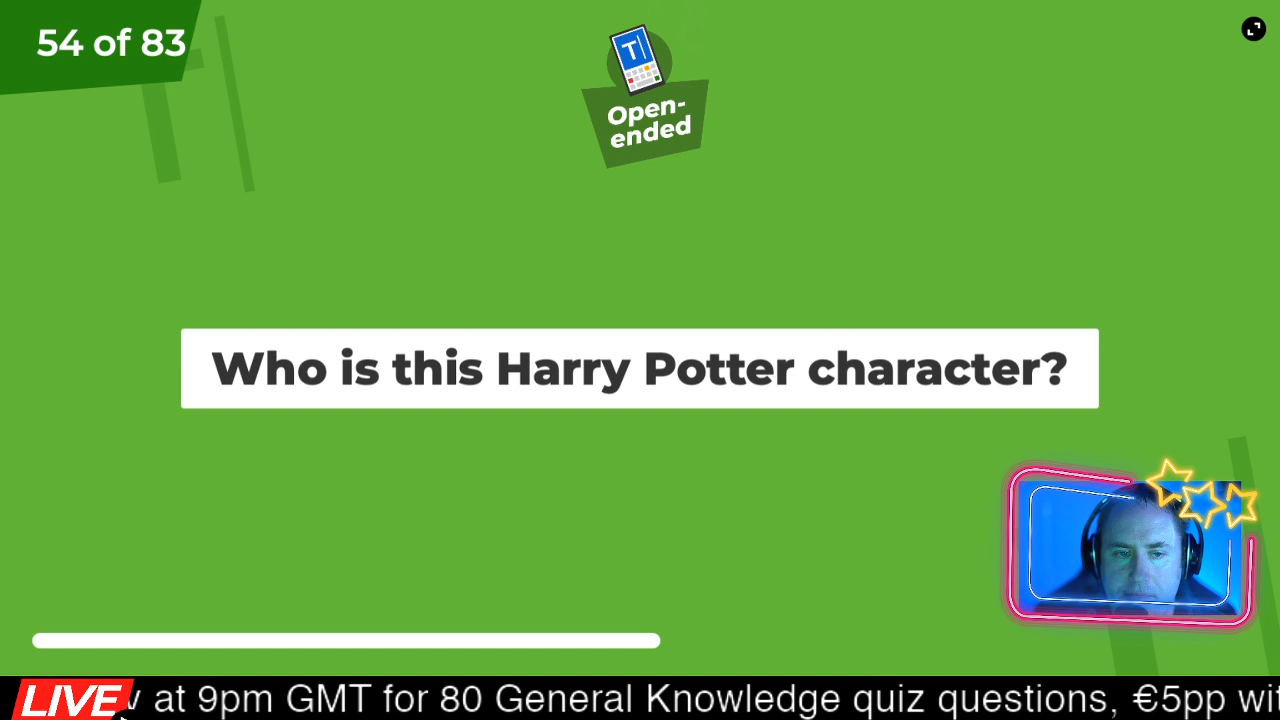 54 of 83
T
Open-
ended
Who is this Harry Potter character?
LIVE
at 9pm GMT for 80 General Knowledge quiz questions, €5pp wi